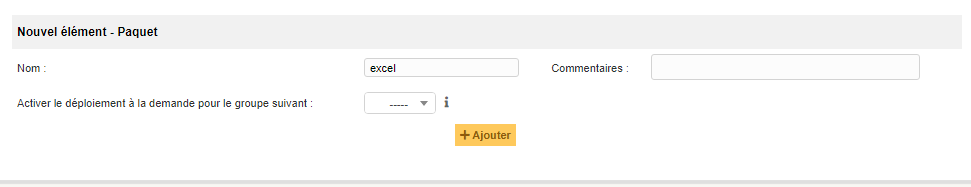 Nouvel élément - Paquet
Nom : excel Commentaires :
Activer le déploiement à la demande pour le groupe suivant : -----
Ajouter